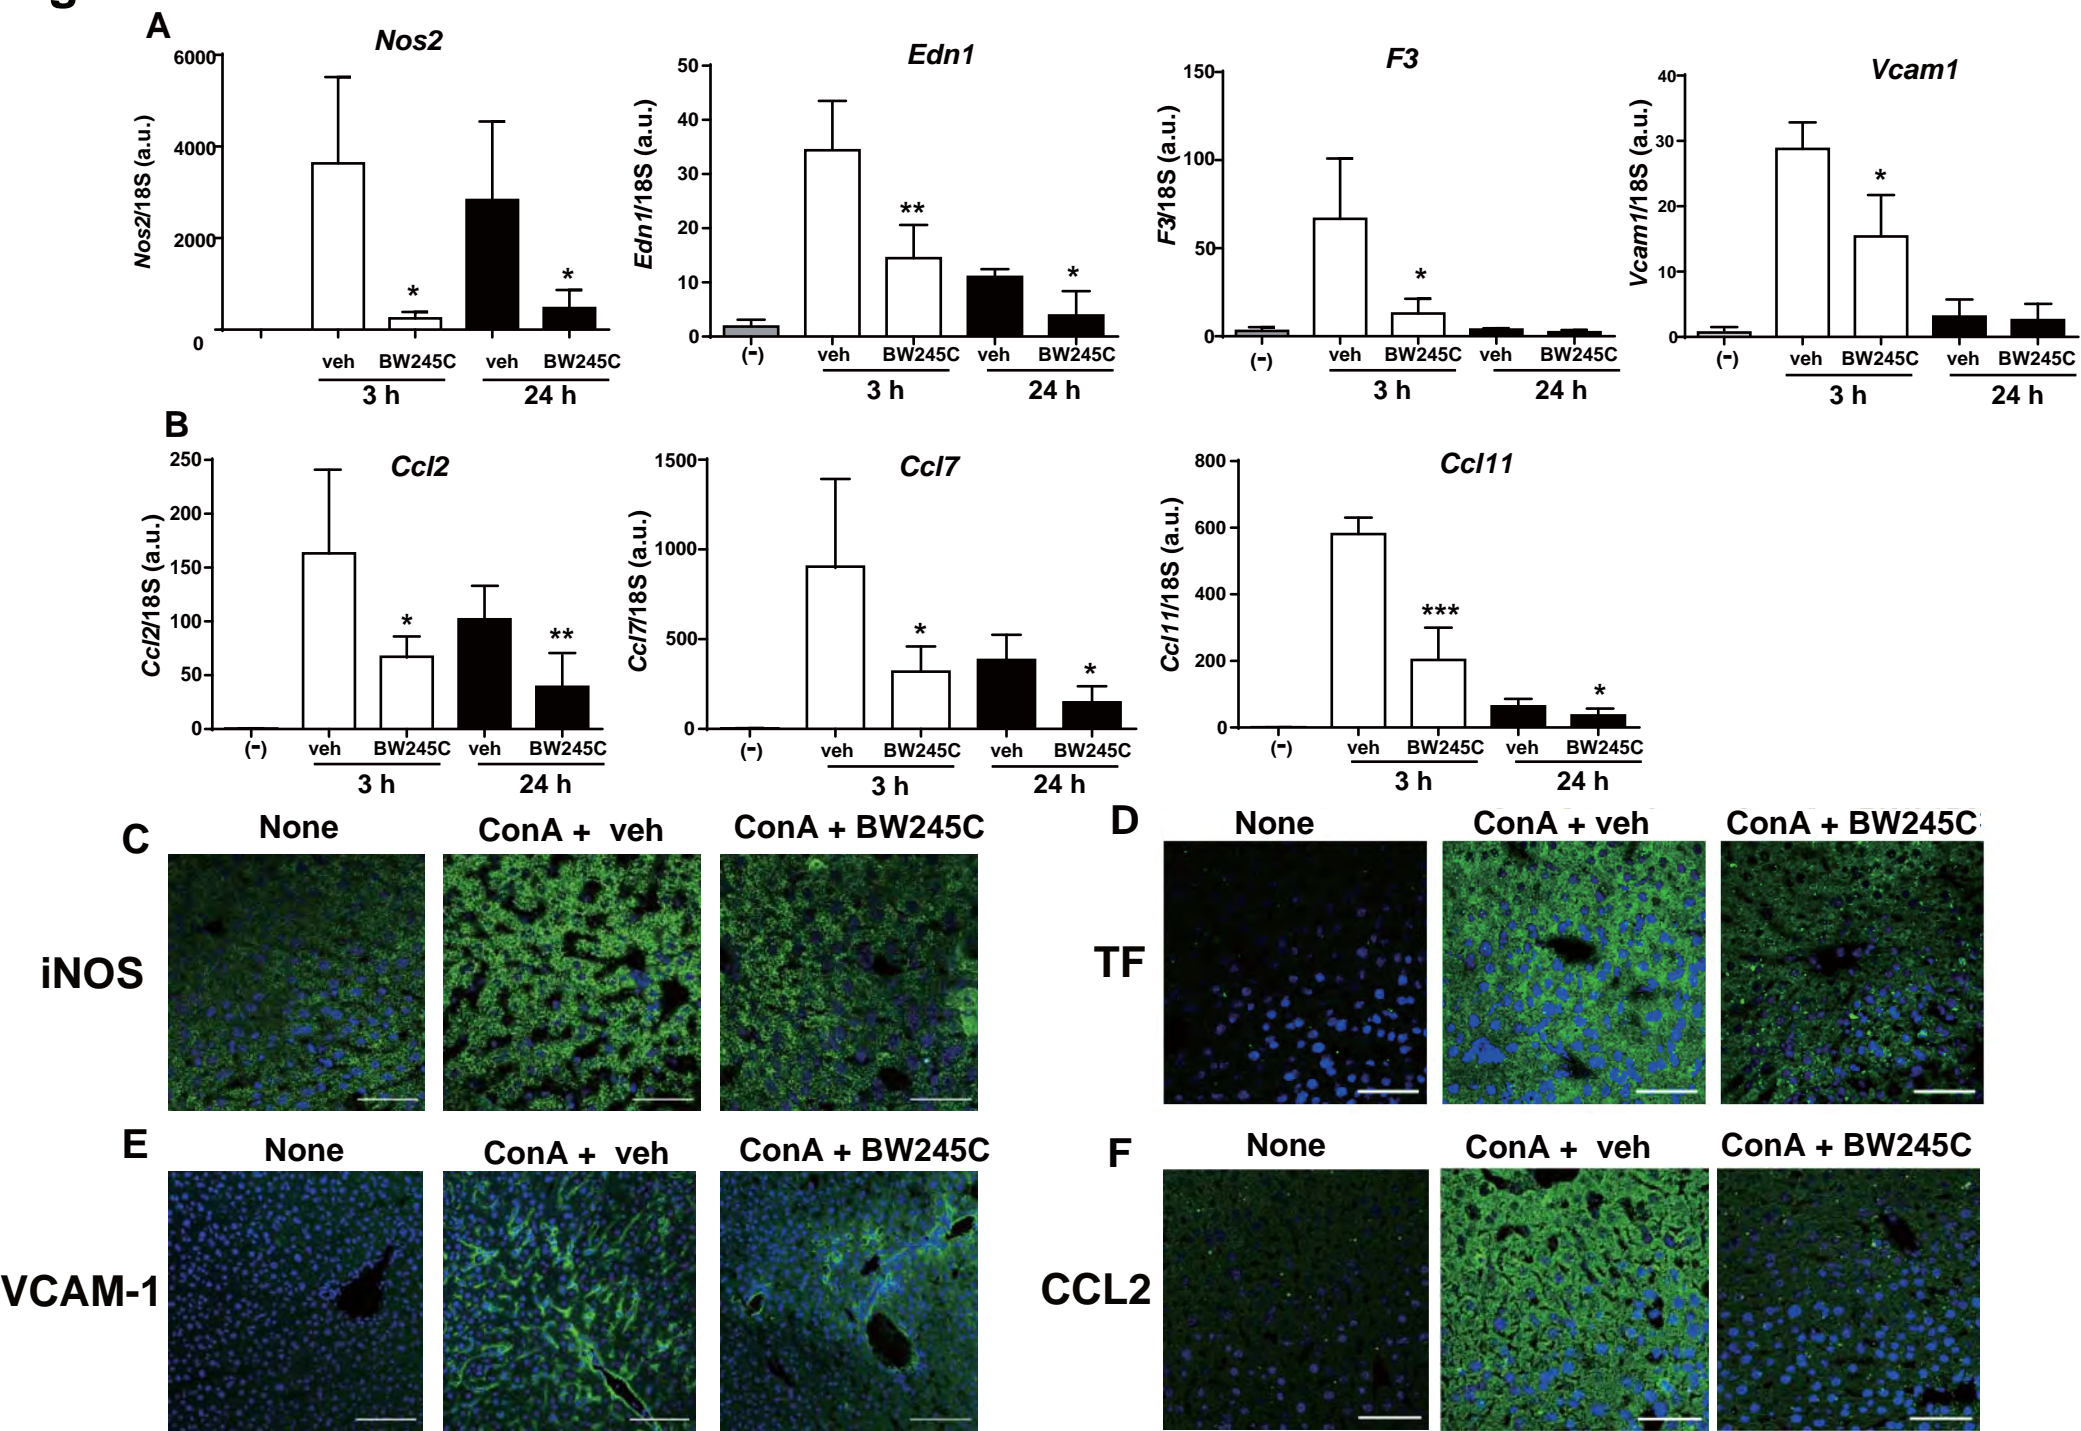 g
A
Nos2
Nos2/18S (a.u.)
6000
4000
2000
0
veh BW245C veh BW245C
3 h 24 h
Edn1
Edn1/18S (a.u.)
50
40
30
20
10
0
**
*
(-) veh BW245C veh BW245C
3 h 24 h
F3
F3/18S (a.u.)
150
100
50
0
*
(-) veh BW245C veh BW245C
3 h 24 h
Vcam1
Vcam1/18S (a.u.)
40
30
20
10
0
*
(-) veh BW245C veh BW245C
3 h 24 h
* *
B
Ccl2
Ccl2/18S (a.u.)
250
200
150
100
50
0
* **
(-) veh BW245C veh BW245C
3 h 24 h
Ccl7
Ccl7/18S (a.u.)
1500
1000
500
0
* *
(-) veh BW245C veh BW245C
3 h 24 h
Ccl11
Ccl11/18S (a.u.)
800
600
400
200
0
*** *
(-) veh BW245C veh BW245C
3 h 24 h
C
None ConA + veh ConA + BW245C
iNOS
D
None ConA + veh ConA + BW245C
TF
E
None ConA + veh ConA + BW245C
VCAM-1
F
None ConA + veh ConA + BW245C
CCL2